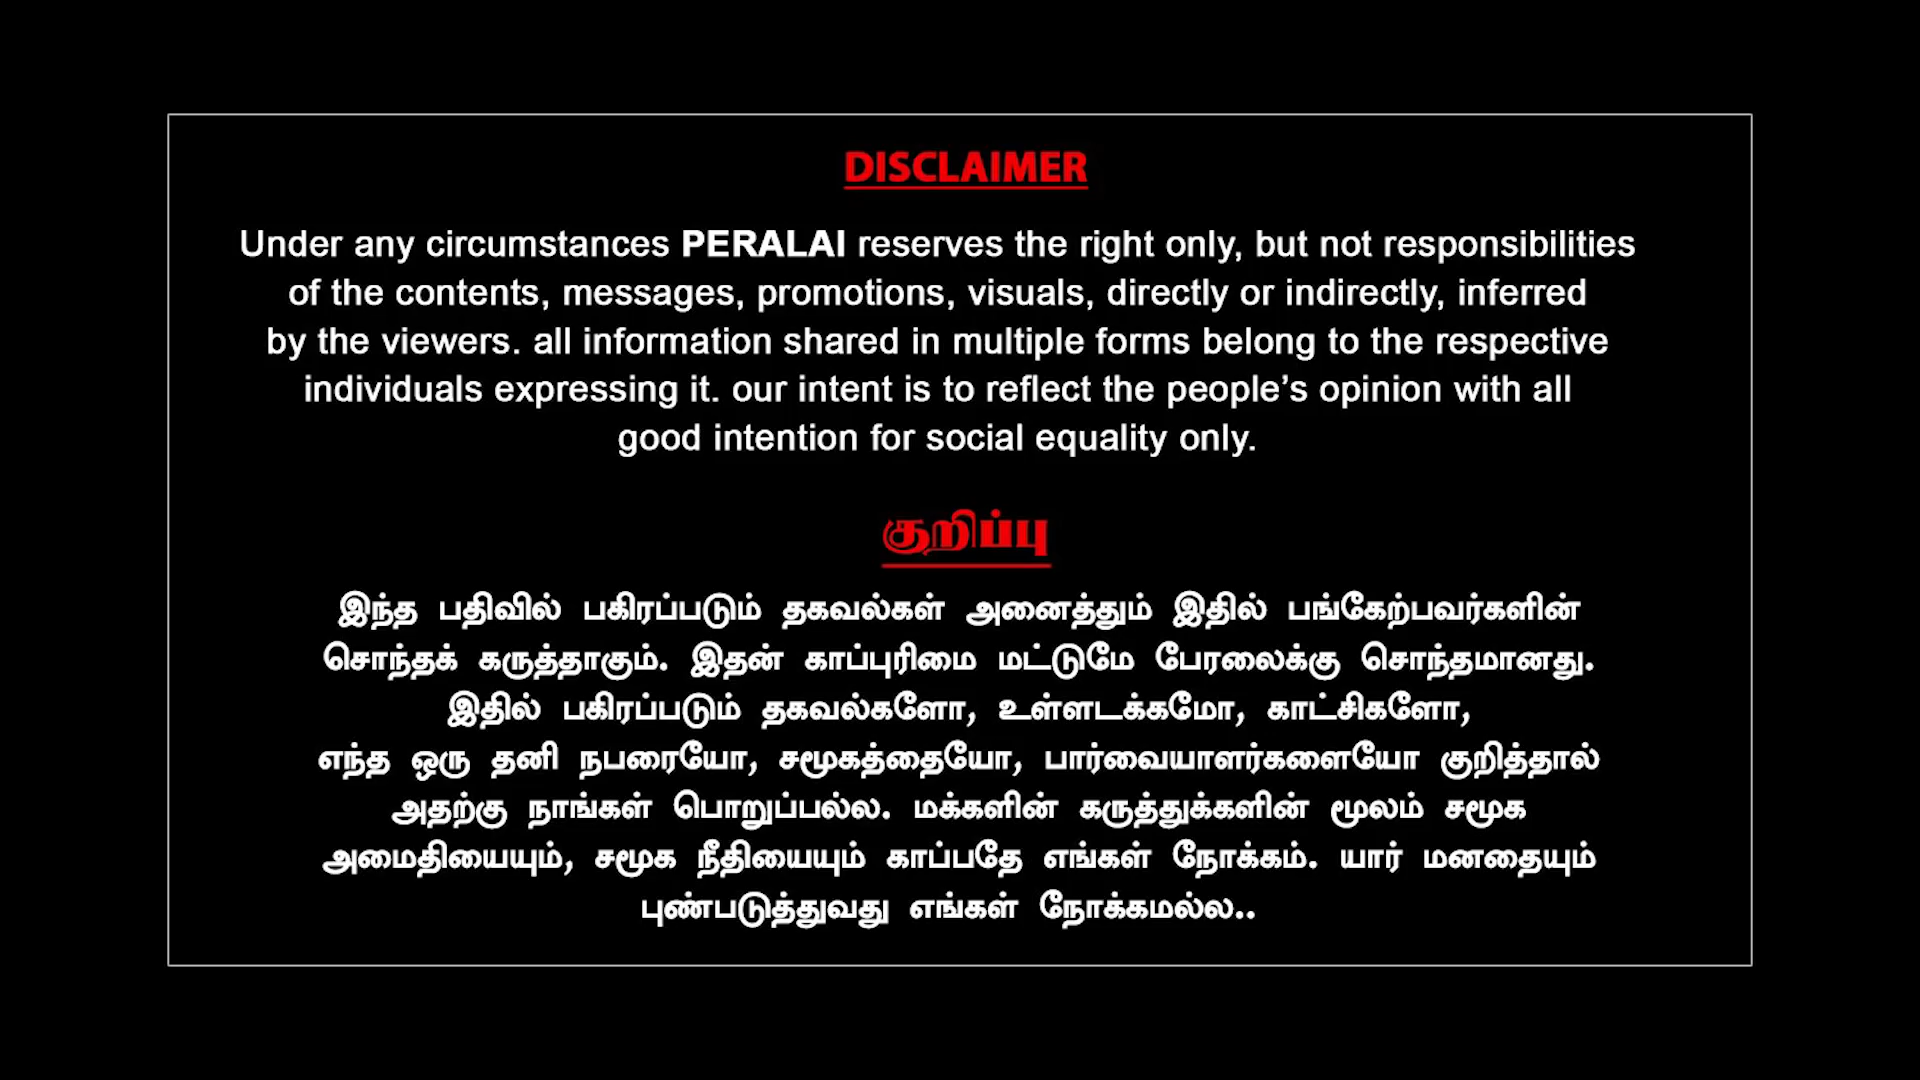 DISCLAIMER
Under any circumstances PERALAI reserves the right only, but not responsibilities
of the contents, messages, promotions, visuals, directly or indirectly, inferred
by the viewers. all information shared in multiple forms belong to the respective
individuals expressing it. our intent is to reflect the people’s opinion with all
good intention for social equality only.
குறிப்பு
இந்த பதிவில் பகிரப்படும் தகவல்கள் அனைத்தும் இதில் பங்கேற்பவர்களின்
சொந்தக் கருத்தாகும். இதன் காப்புரிமை மட்டுமே பேரலைக்கு சொந்தமானது.
இதில் பகிரப்படும் தகவல்களோ, உள்ளடக்கமோ, காட்சிகளோ,
எந்த ஒரு தனி நபரையோ, சமூகத்தையோ, பார்வையாளர்களையோ குறித்தால்
அதற்கு நாங்கள் பொறுப்பல்ல. மக்களின் கருத்துக்களின் மூலம் சமூக
அமைதியையும், சமூக நீதியையும் காப்பதே எங்கள் நோக்கம். யார் மனதையும்
புண்படுத்துவது எங்கள் நோக்கமல்ல..